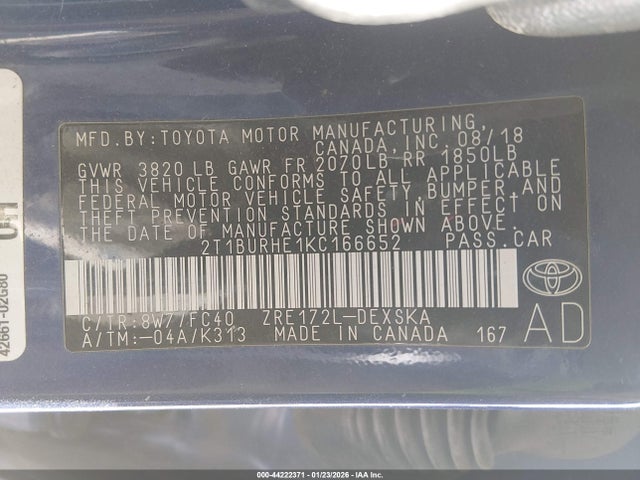 MFD.BY:TOYOTA MOTOR MANUFACTURING,
CANADA,INC. 08/18
GVWR 3820LB GAWR FR 2070LB,RR 1850LB
THIS VEHICLE CONFORMS TO ALL APPLICABLE
FEDERAL MOTOR VEHICLE SAFETY, BUMPER,AND
THEFT PREVENTION STANDARDS IN EFFECT ON
THE DATE OF MANUFACTURE SHOWN ABOVE.
2T1BURHE1KC166652 PASS.CAR
C/TR:8W7/FC40 ZRE172L-DEXSKA
A/TM:-04A/K313 MADE IN CANADA 167
AD
42661-02G80
000-44222371 - 01/23/2026 - IAA Inc.